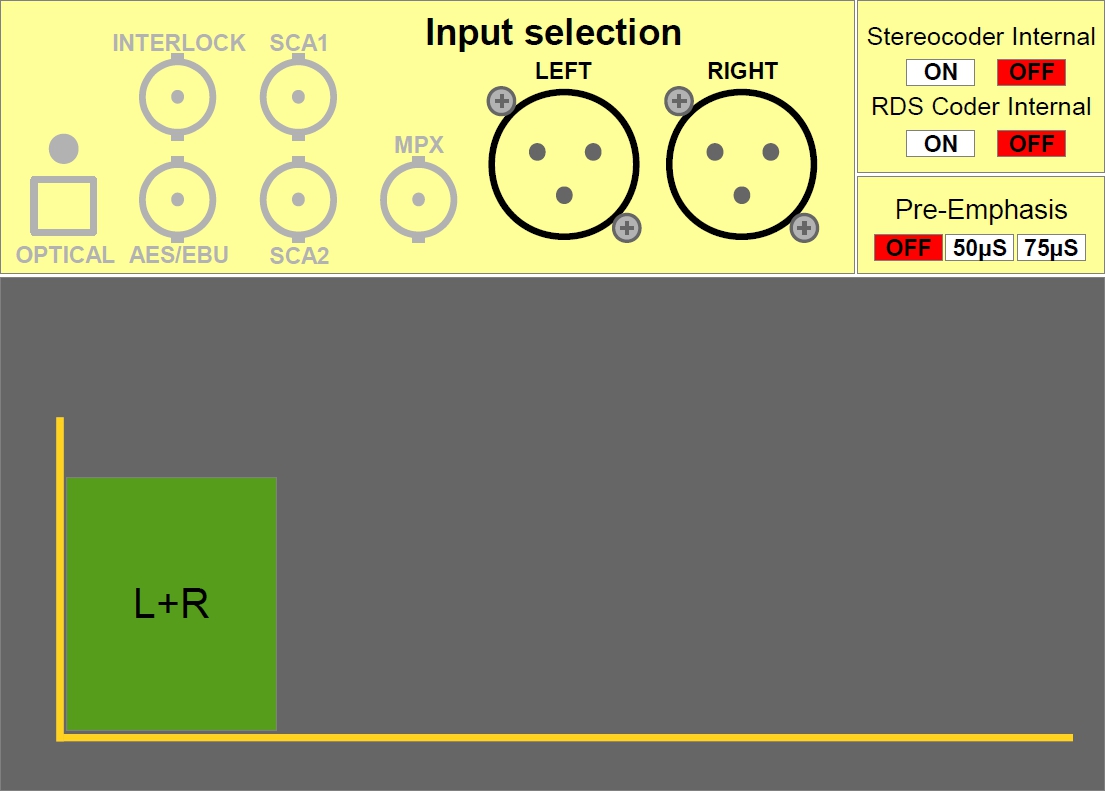 Input selection
INTERLOCK SCA1
LEFT RIGHT
MPX
OPTICAL AES/EBU SCA2
Stereocoder Internal
ON OFF
RDS Coder Internal
ON OFF
Pre-Emphasis
OFF 50µS 75µS
L+R